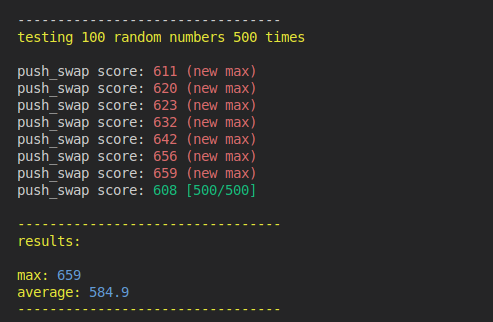 ---------------------------------
testing 100 random numbers 500 times
push_swap score: 611 (new max)
push_swap score: 620 (new max)
push_swap score: 623 (new max)
push_swap score: 632 (new max)
push_swap score: 642 (new max)
push_swap score: 656 (new max)
push_swap score: 659 (new max)
push_swap score: 608 [500/500]
---------------------------------
results:
max: 659
average: 584.9
---------------------------------